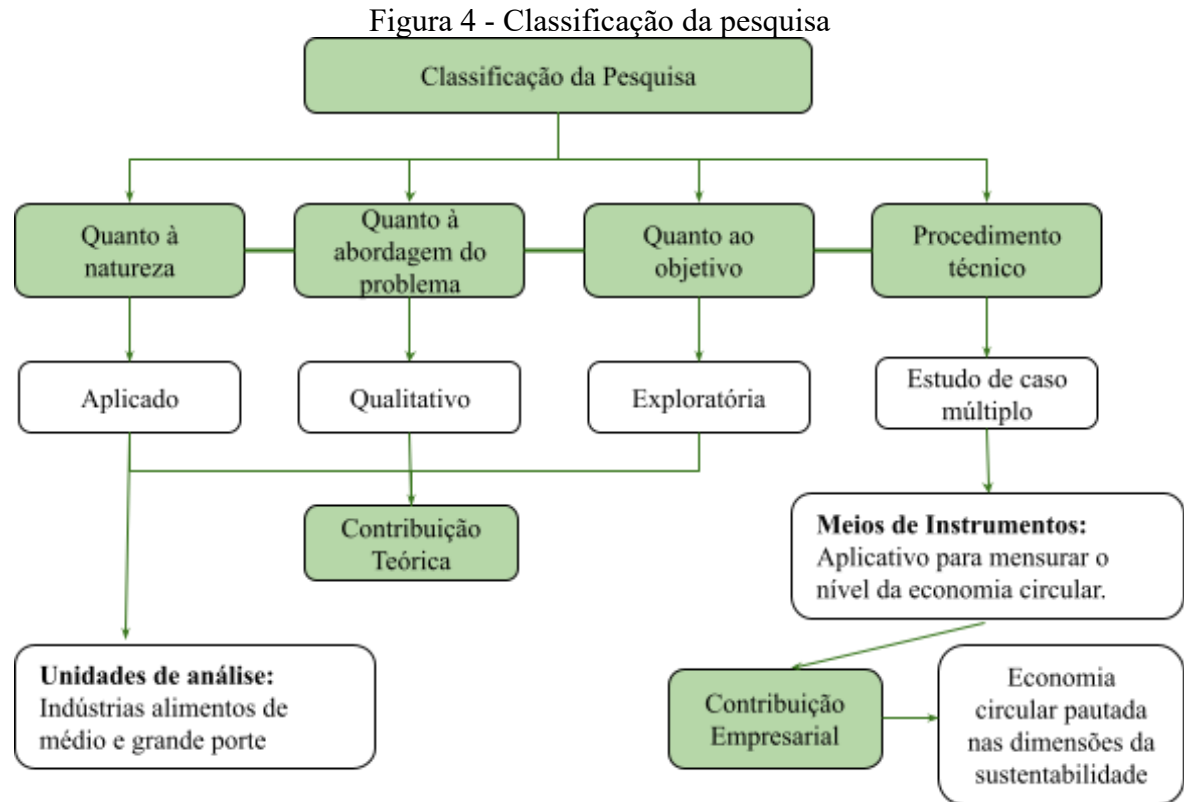 Figura 4 - Classificação da pesquisa
Classificação da Pesquisa
Quanto à
natureza
Quanto à
abordagem do
problema
Quanto ao
objetivo
Procedimento
técnico
Aplicado
Qualitativo
Exploratória
Estudo de caso
múltiplo
Contribuição
Teórica
Meios de Instrumentos:
Aplicativo para mensurar o
nível da economia circular.
Unidades de análise:
Indústrias alimentos de
médio e grande porte
Contribuição
Empresarial
Economia
circular pautada
nas dimensões da
sustentabilidade